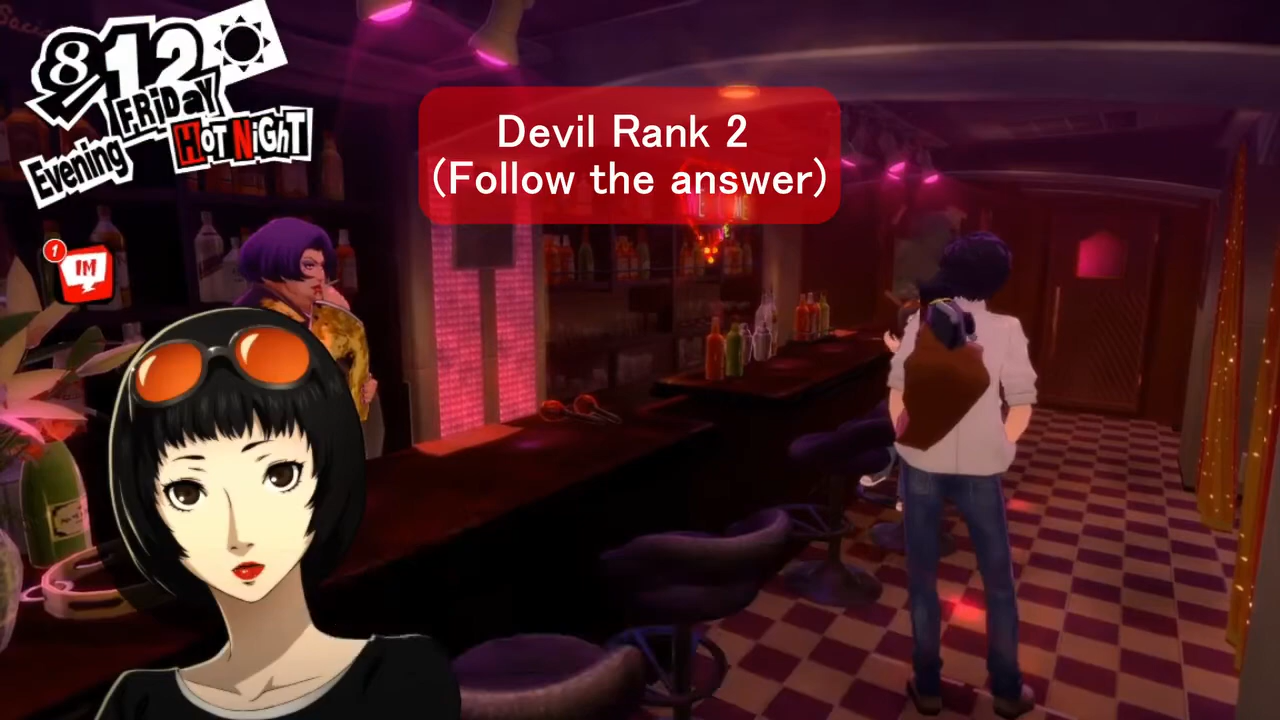 8/12
FRiDaY
Evening
HOT NiGhT
Devil Rank 2
(Follow the answer)
1
IM